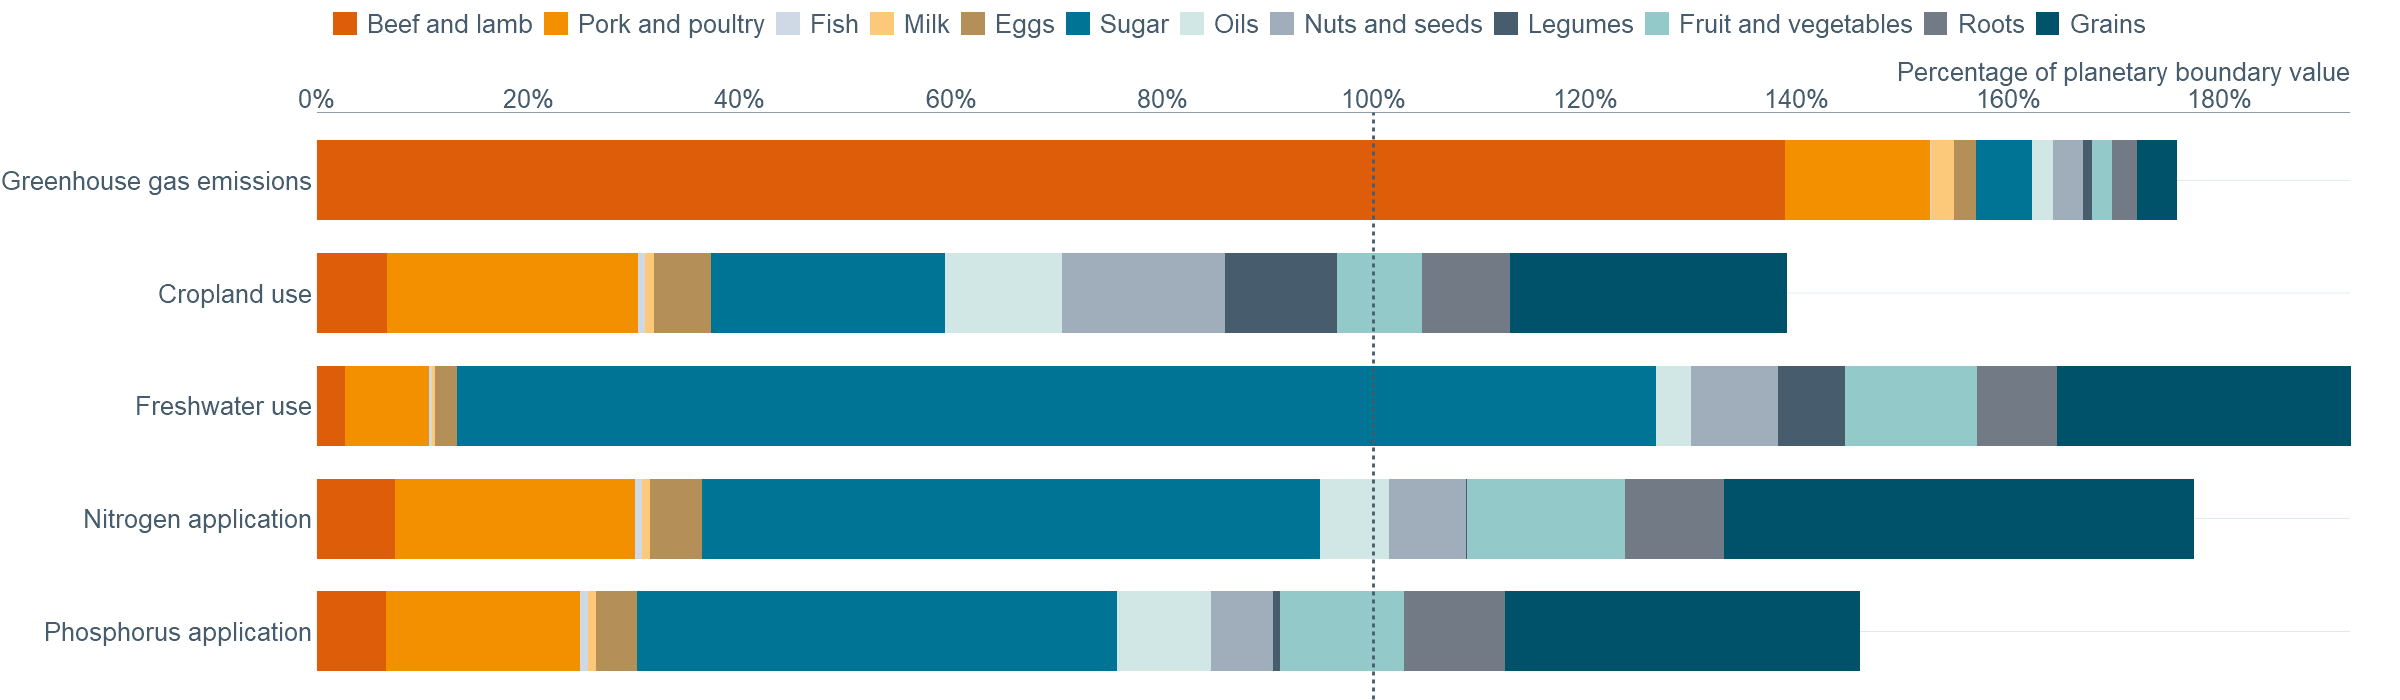 Beef and lamb Pork and poultry Fish Milk Eggs Sugar Oils Nuts and seeds Legumes Fruit and vegetables Roots Grains
Percentage of planetary boundary value
0% 20% 40% 60% 80% 100% 120% 140% 160% 180%
Greenhouse gas emissions
Cropland use
Freshwater use
Nitrogen application
Phosphorus application